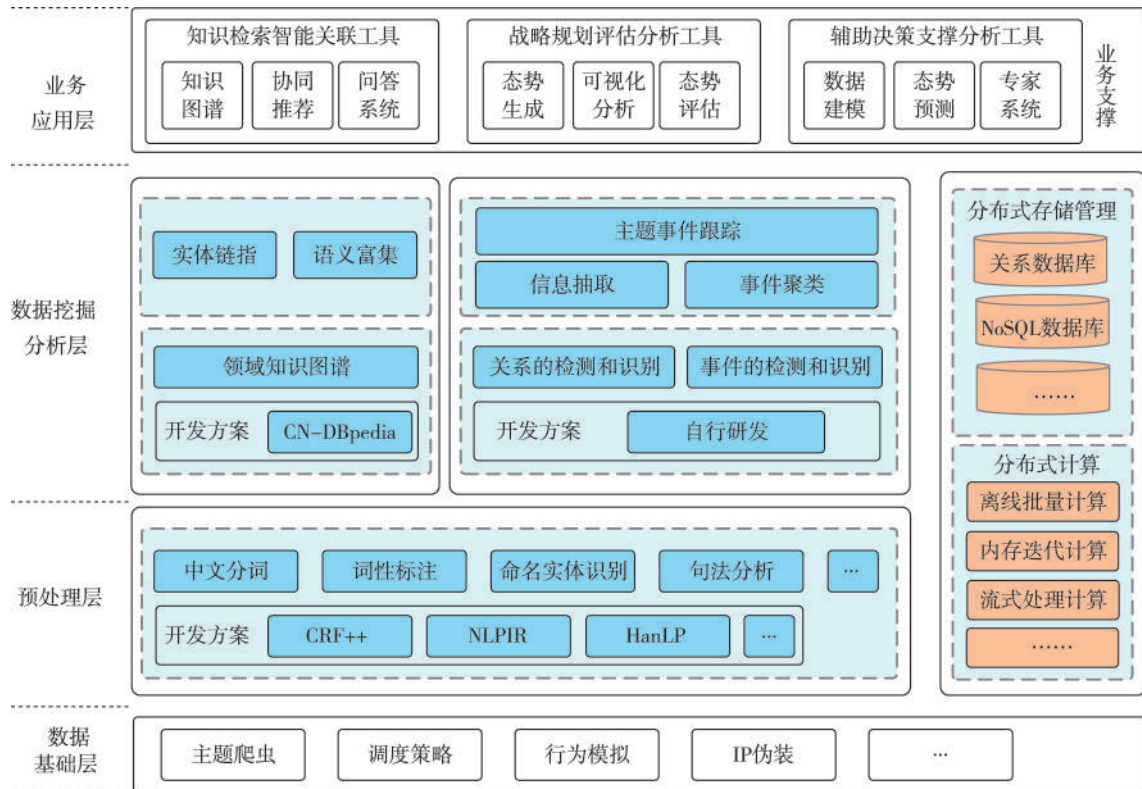 业务
应用层
知识检索智能关联工具
知识
图谱
协同
推荐
问答
系统
战略规划评估分析工具
态势
生成
可视化
分析
态势
评估
辅助决策支撑分析工具
数据
建模
态势
预测
专家
系统
业务支撑
数据挖掘
分析层
实体链指
语义富集
领域知识图谱
开发方案
CN-DBpedia
主题事件跟踪
信息抽取
事件聚类
关系的检测和识别
事件的检测和识别
开发方案
自行研发
分布式存储管理
关系数据库
NoSQL数据库
……
分布式计算
离线批量计算
内存迭代计算
流式处理计算
……
预处理层
中文分词
词性标注
命名实体识别
句法分析
…
开发方案
CRF++
NLPIR
HanLP
…
数据
基础层
主题爬虫
调度策略
行为模拟
IP伪装
…